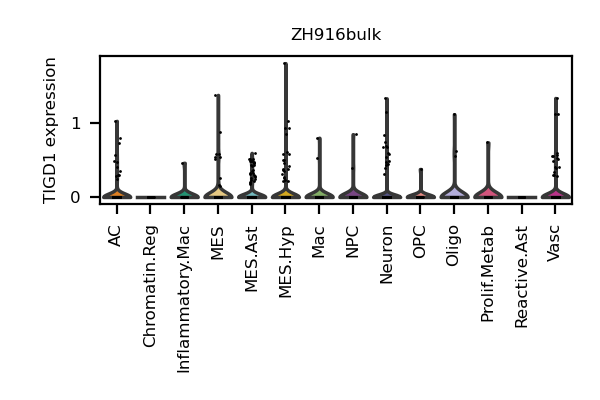 ZH916bulk
TIGD1 expression
1
0
AC
Chromatin.Reg
Inflammatory.Mac
MES
MES.Ast
MES.Hyp
Mac
NPC
Neuron
OPC
Oligo
Prolif.Metab
Reactive.Ast
Vasc